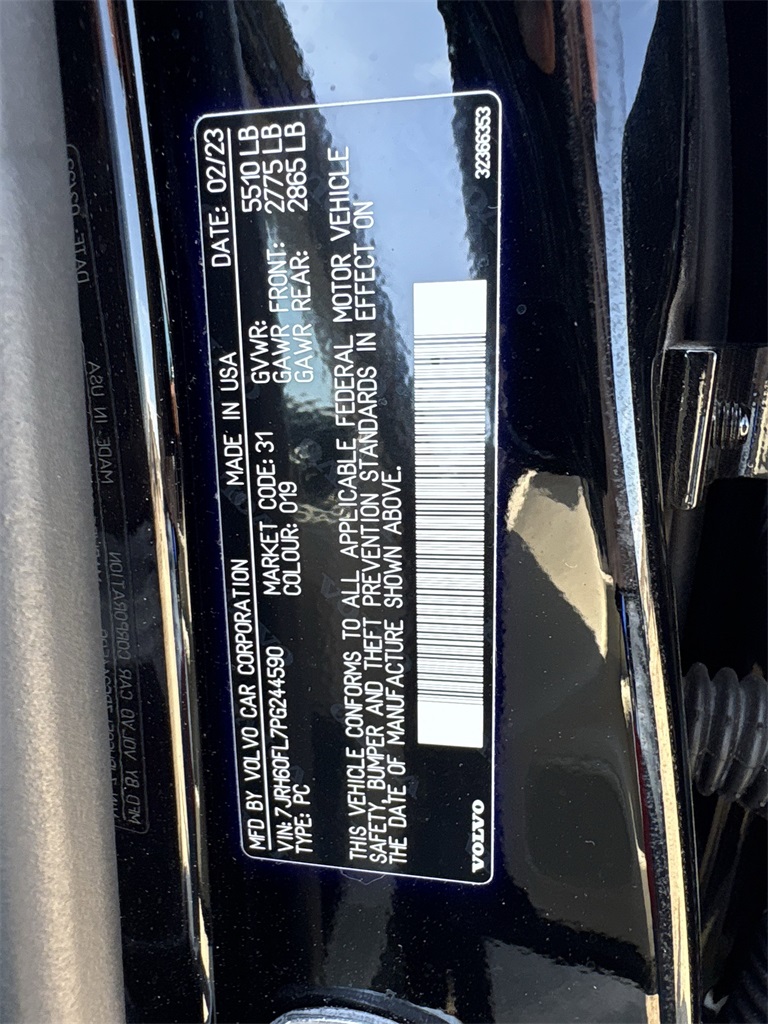 MFD BY VOLVO CAR CORPORATION MADE IN USA DATE: 02/23
VIN: 7JRH60FL7PG244590 MARKET CODE: 31 GVWR: 5510 LB
TYPE: PC COLOUR: 019 GAWR FRONT: 2775 LB
GAWR REAR: 2865 LB
THIS VEHICLE CONFORMS TO ALL APPLICABLE FEDERAL MOTOR VEHICLE
SAFETY, BUMPER AND THEFT PREVENTION STANDARDS IN EFFECT ON
THE DATE OF MANUFACTURE SHOWN ABOVE.
VOLVO 32366353